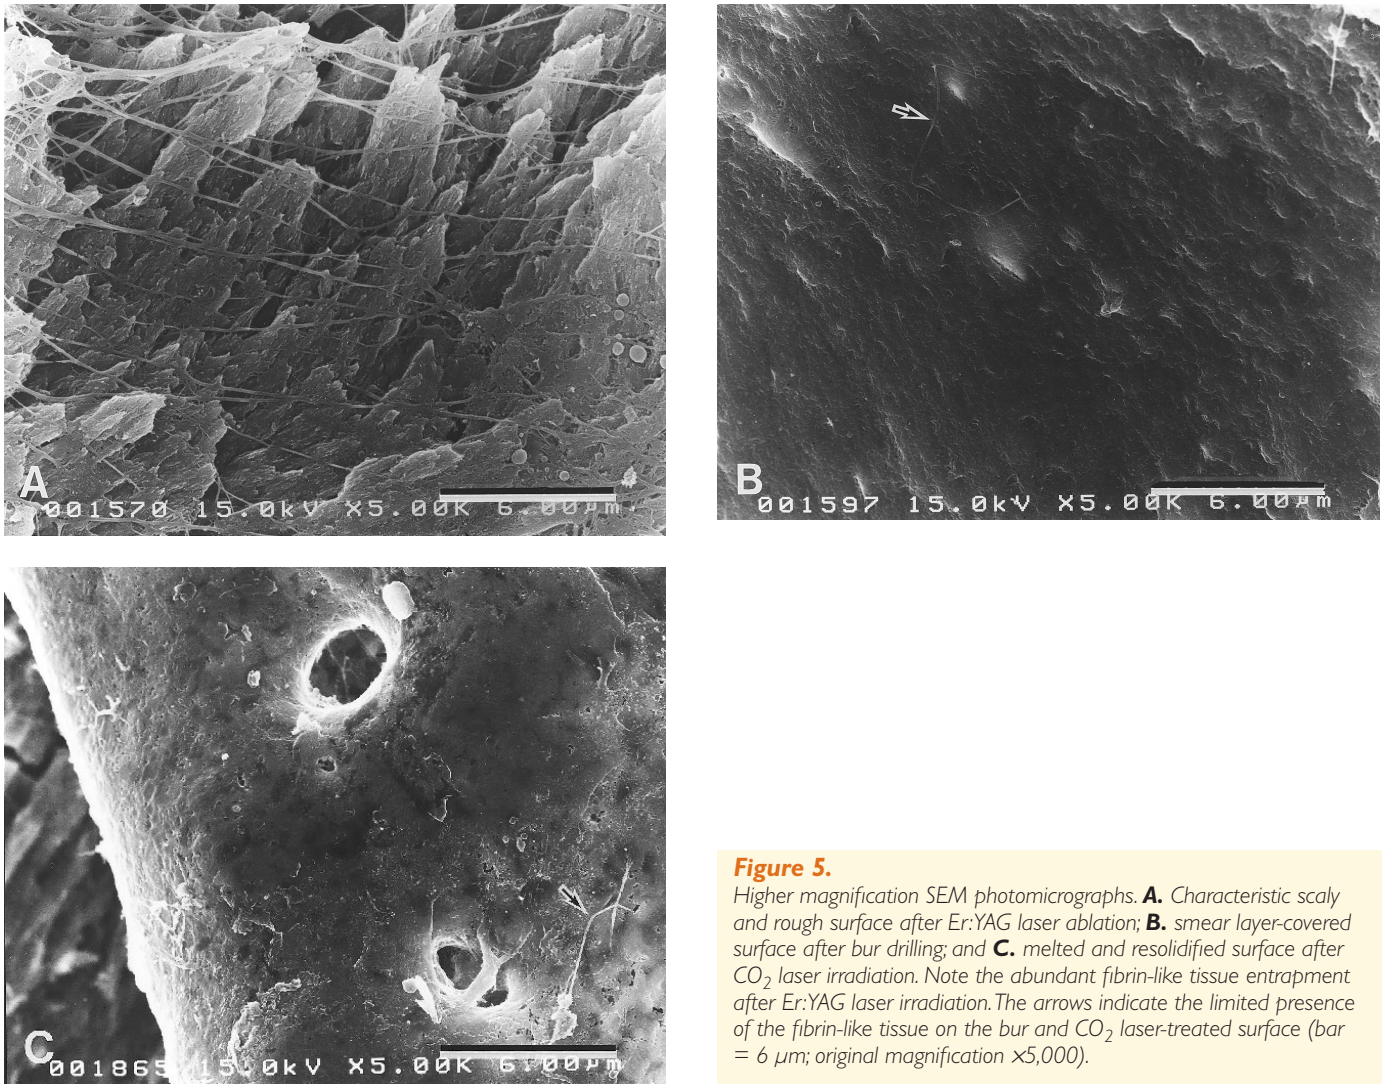 A
001570 15.0kV X5.00K 6.00µm
B
001597 15.0kV X5.00K 6.00µm
C
001865 15.0kV X5.00K 6.00µm
Figure 5.
Higher magnification SEM photomicrographs. A. Characteristic scaly
and rough surface after Er:YAG laser ablation; B. smear layer-covered
surface after bur drilling; and C. melted and resolidified surface after
CO2 laser irradiation. Note the abundant fibrin-like tissue entrapment
after Er:YAG laser irradiation. The arrows indicate the limited presence
of the fibrin-like tissue on the bur and CO2 laser-treated surface (bar
= 6 µm; original magnification ×5,000).